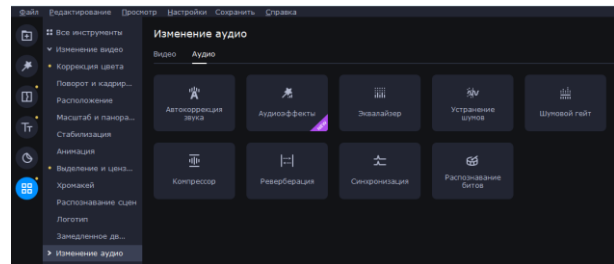 Файл Редактирование Просмотр Настройки Сохранить Справка
Все инструменты
Изменение видео
Коррекция цвета
Поворот и кадрир...
Расположение
Масштаб и панора...
Стабилизация
Анимация
Выделение и ценз...
Хромакей
Распознавание сцен
Логотип
Замедленное дв...
Изменение аудио
Изменение аудио
Видео Аудио
Автокоррекция
звука
Аудиоэффекты
Эквалайзер
Устранение
шумов
Шумовой гейт
Компрессор
Реверберация
Синхронизация
Распознавание
битов
Тт